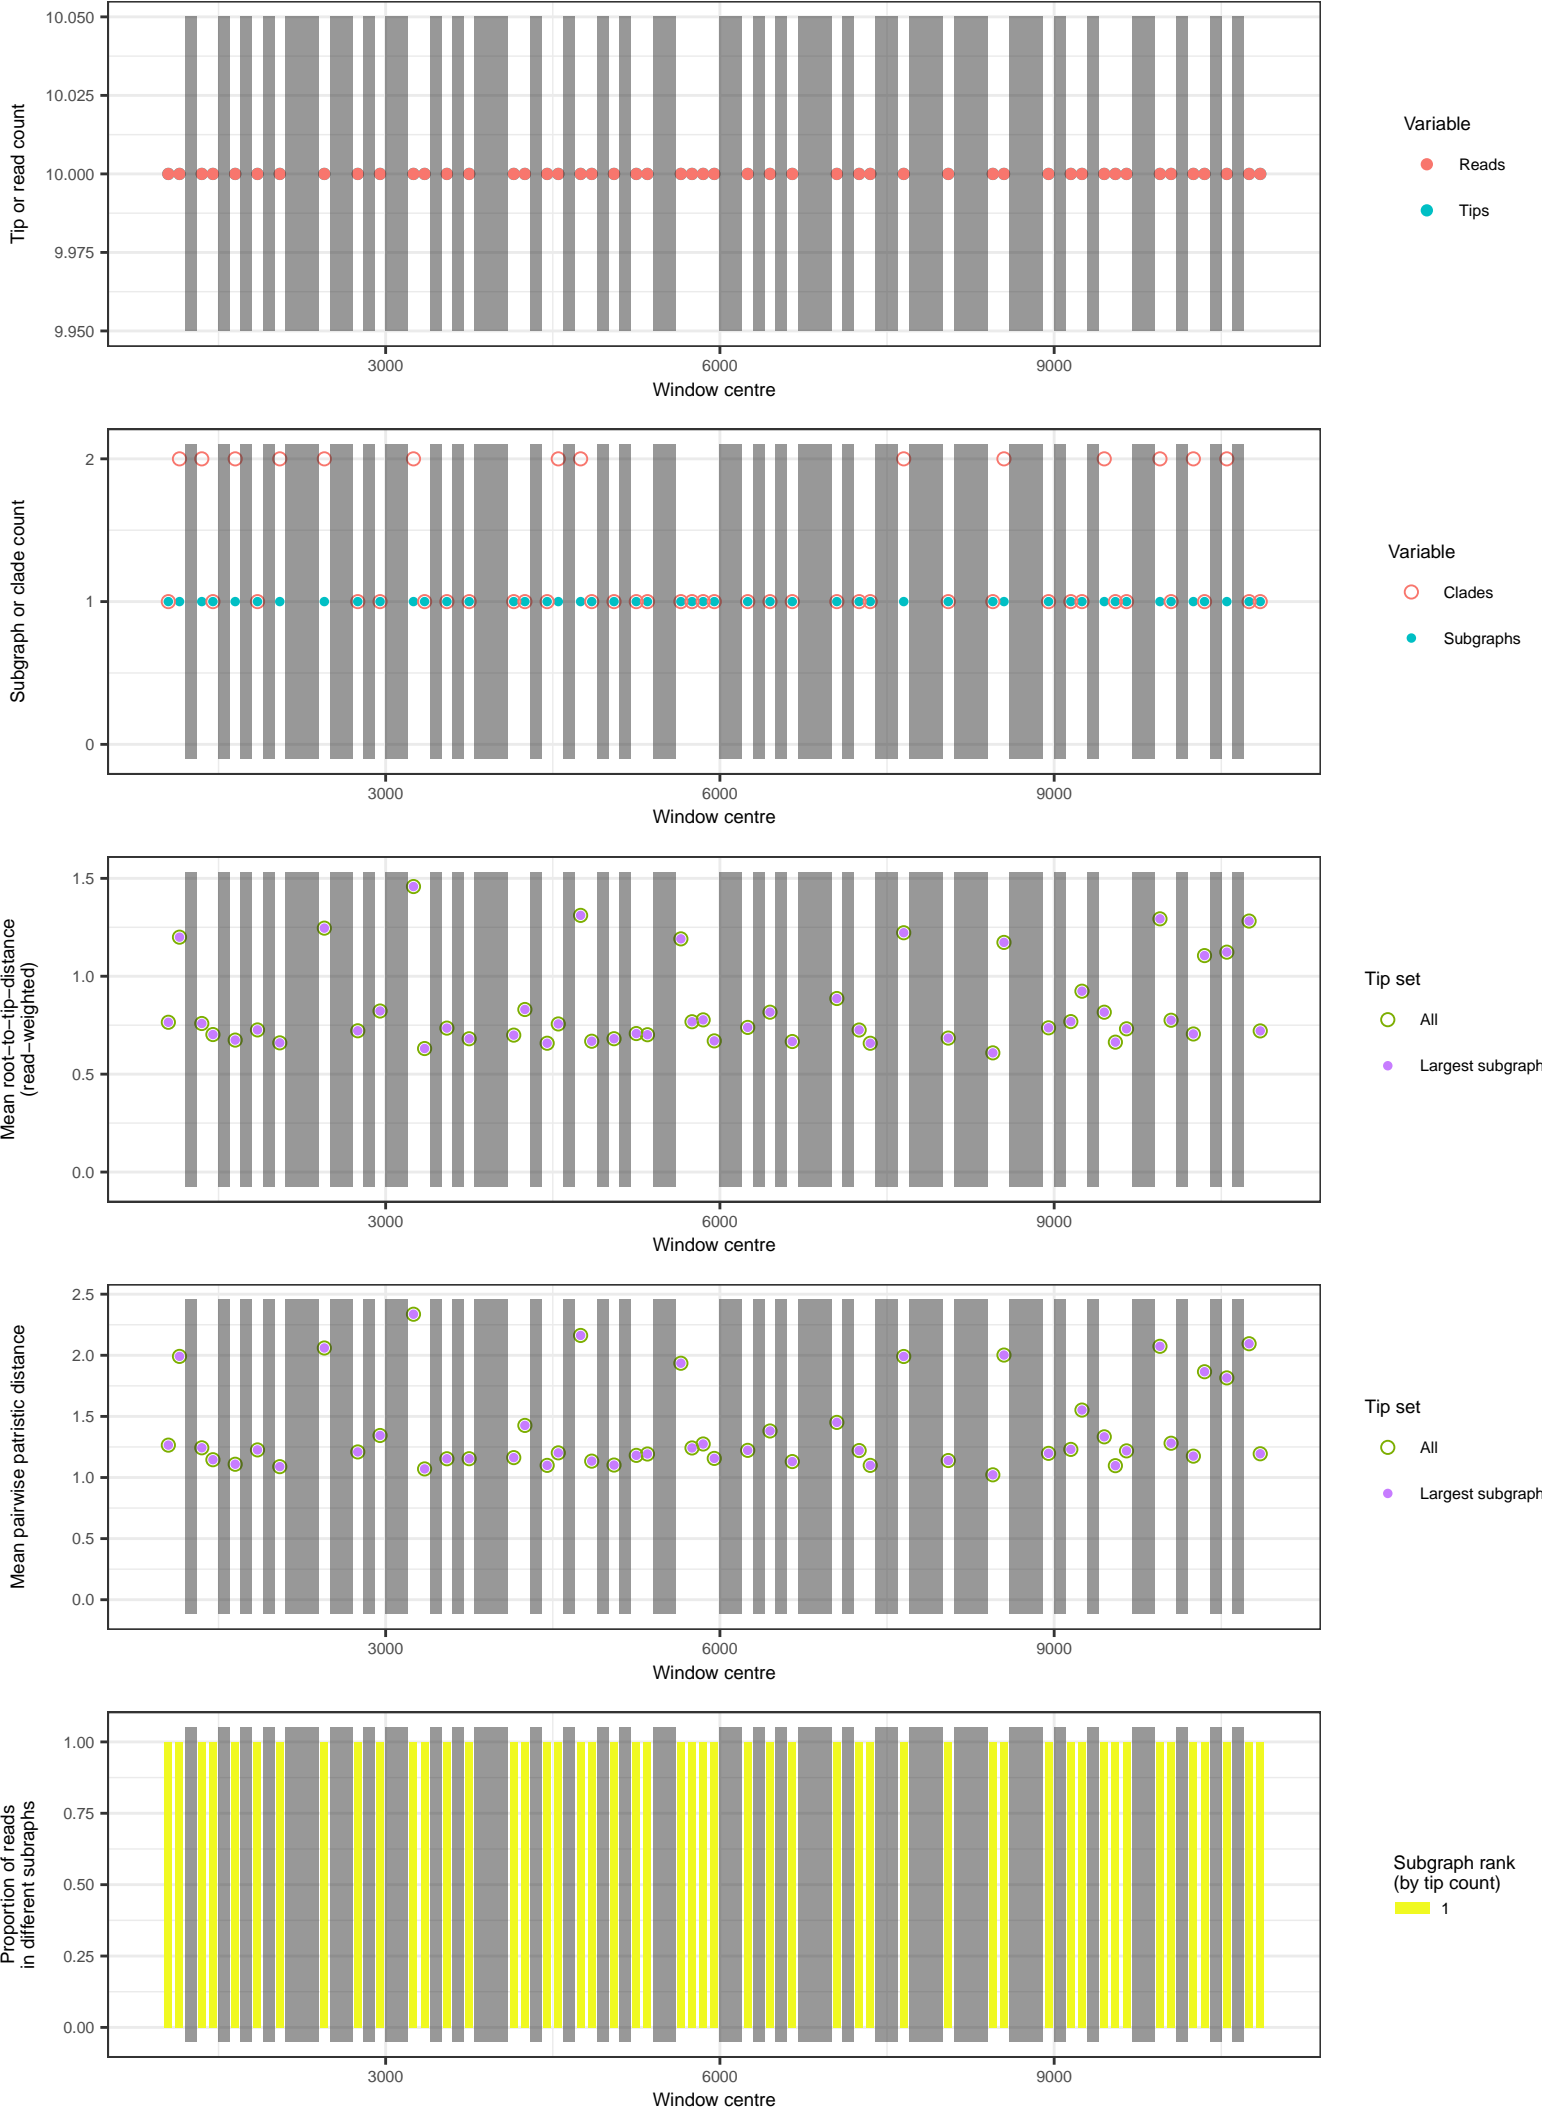 10.050
10.025
10.000
9.975
9.950
Tip or read count
3000
6000
9000
Window centre
Variable
Reads
Tips
2
1
0
Subgraph or clade count
3000
6000
9000
Window centre
Variable
Clades
Subgraphs
1.5
1.0
0.5
0.0
Mean root−to−tip−distance
(read−weighted)
3000
6000
9000
Window centre
Tip set
All
Largest subgraph
2.5
2.0
1.5
1.0
0.5
0.0
Mean pairwise patristic distance
3000
6000
9000
Window centre
Tip set
All
Largest subgraph
1.00
0.75
0.50
0.25
0.00
Proportion of reads
in different subraphs
3000
6000
9000
Window centre
Subgraph rank
(by tip count)
1